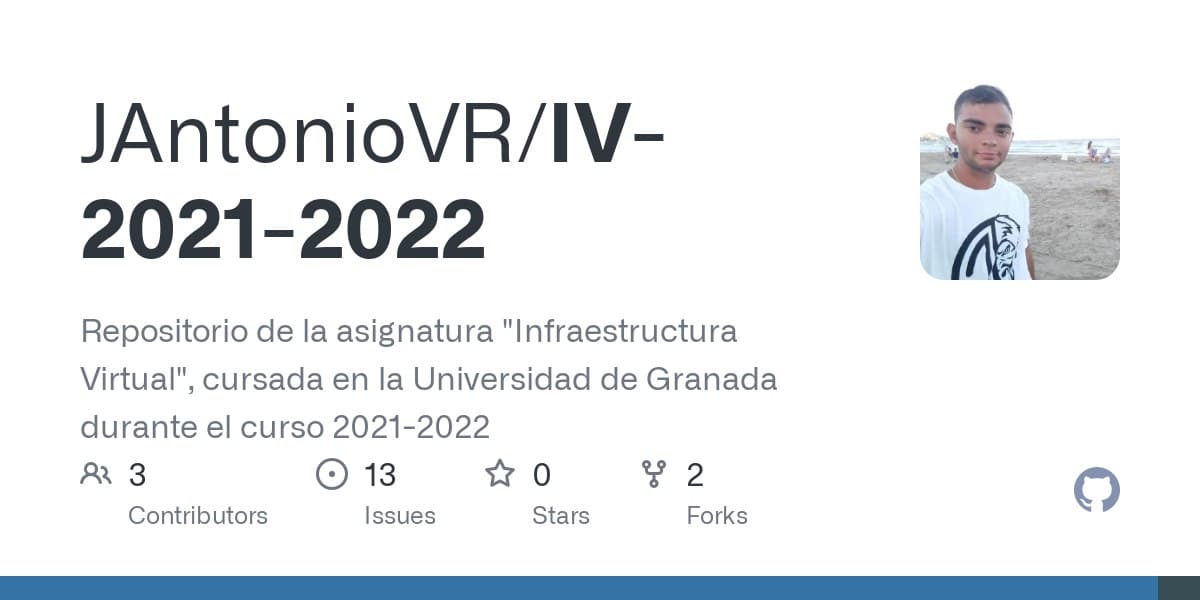 JAntonioVR/IV-
2021-2022
Repositorio de la asignatura "Infraestructura
Virtual", cursada en la Universidad de Granada
durante el curso 2021-2022
3 13 0 2
Contributors Issues Stars Forks